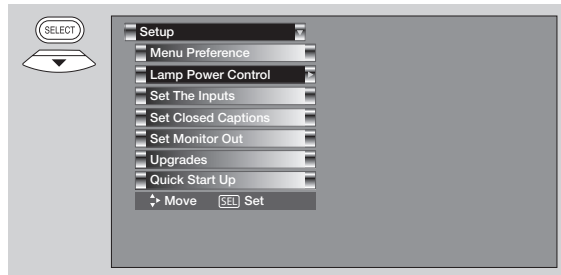 SELECT
Setup
Menu Preference
Lamp Power Control
Set The Inputs
Set Closed Captions
Set Monitor Out
Upgrades
Quick Start Up
Move SEL Set